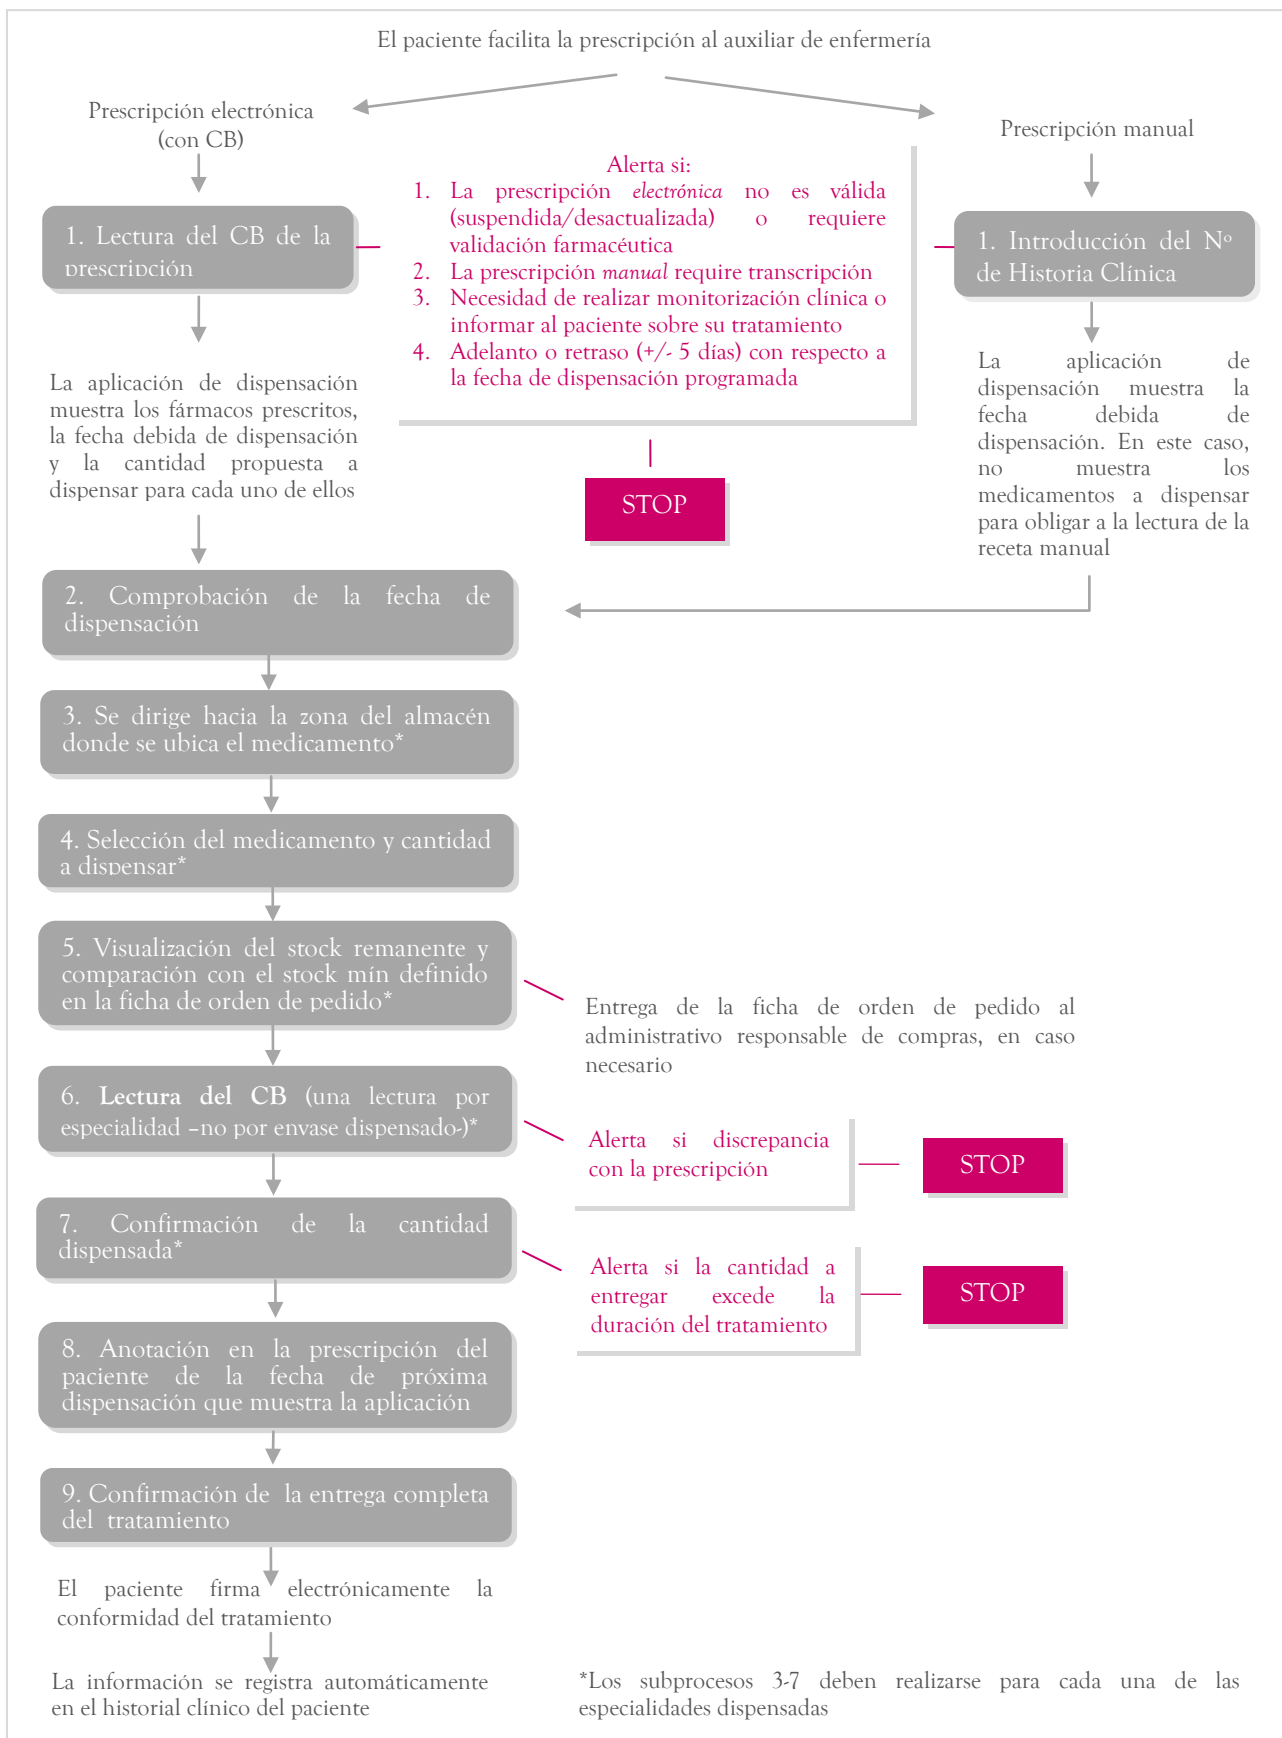 El paciente facilita la prescripción al auxiliar de enfermería
Prescripción electrónica
(con CB)
Prescripción manual
1. Lectura del CB de la
prescripción
Alerta si:
1. La prescripción electrónica no es válida
(suspendida/desactualizada) o requiere
validación farmacéutica
2. La prescripción manual require transcripción
3. Necesidad de realizar monitorización clínica o
informar al paciente sobre su tratamiento
4. Adelanto o retraso (+/- 5 días) con respecto a
la fecha de dispensación programada
STOP
1. Introducción del Nº
de Historia Clínica
La aplicación de dispensación
muestra los fármacos prescritos,
la fecha debida de dispensación
y la cantidad propuesta a
dispensar para cada uno de ellos
La aplicación de
dispensación muestra la
fecha debida de
dispensación. En este caso,
no muestra los
medicamentos a dispensar
para obligar a la lectura de la
receta manual
2. Comprobación de la fecha de
dispensación
3. Se dirige hacia la zona del almacén
donde se ubica el medicamento*
4. Selección del medicamento y cantidad
a dispensar*
5. Visualización del stock remanente y
comparación con el stock mín definido
en la ficha de orden de pedido*
Entrega de la ficha de orden de pedido al
administrativo responsable de compras, en caso
necesario
6. Lectura del CB (una lectura por
especialidad –no por envase dispensado-)*
Alerta si discrepancia
con la prescripción
STOP
7. Confirmación de la cantidad
dispensada*
Alerta si la cantidad a
entregar excede la
duración del tratamiento
STOP
8. Anotación en la prescripción del
paciente de la fecha de próxima
dispensación que muestra la aplicación
9. Confirmación de la entrega completa
del tratamiento
El paciente firma electrónicamente la
conformidad del tratamiento
La información se registra automáticamente
en el historial clínico del paciente
*Los subprocesos 3-7 deben realizarse para cada una de las
especialidades dispensadas